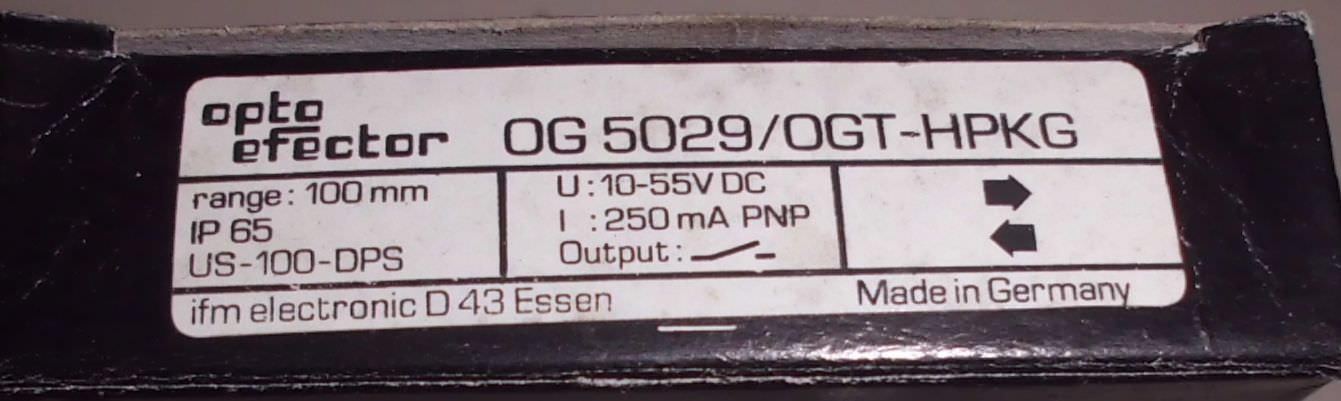 opto
efector
OG 5029/OGT-HPKG
range: 100 mm
IP 65
US-100-DPS
U : 10-55V DC
I : 250 mA PNP
Output :
ifm electronic D 43 Essen
Made in Germany